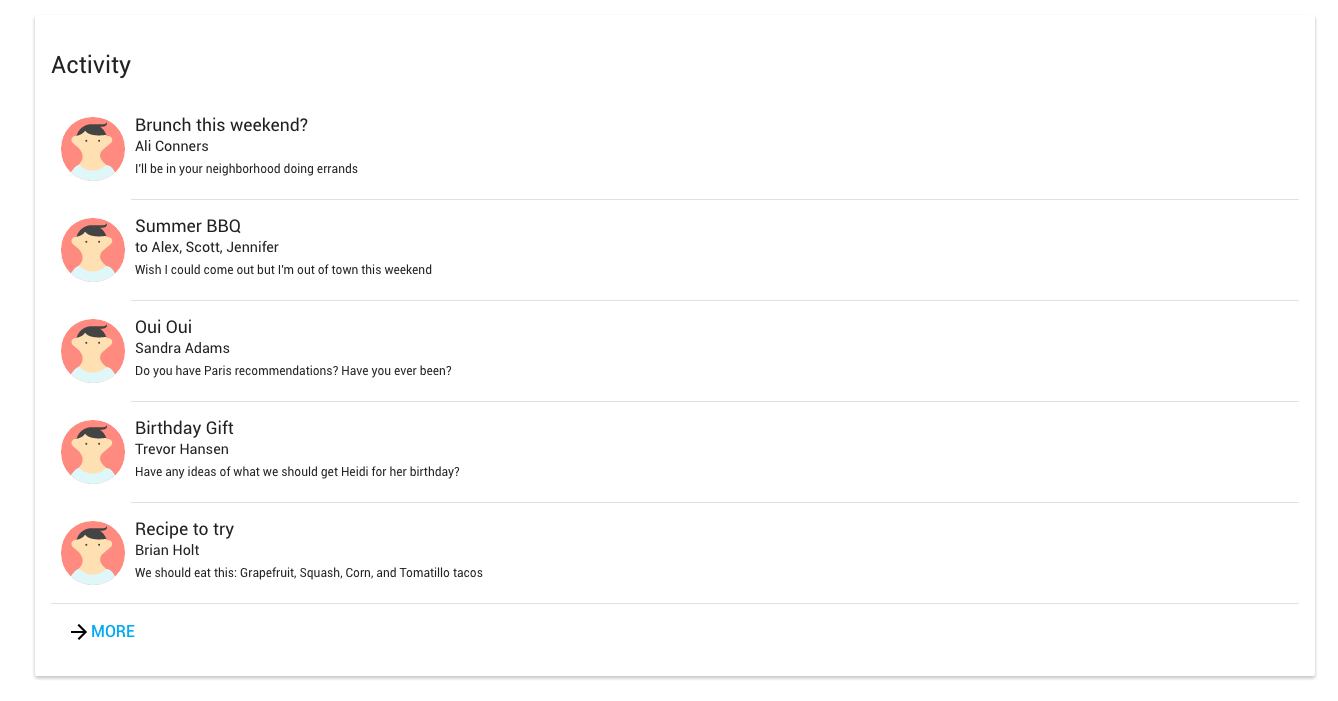 Activity
Brunch this weekend?
Ali Conners
I'll be in your neighborhood doing errands
Summer BBQ
to Alex, Scott, Jennifer
Wish I could come out but I'm out of town this weekend
Oui Oui
Sandra Adams
Do you have Paris recommendations? Have you ever been?
Birthday Gift
Trevor Hansen
Have any ideas of what we should get Heidi for her birthday?
Recipe to try
Brian Holt
We should eat this: Grapefruit, Squash, Corn, and Tomatillo tacos
MORE